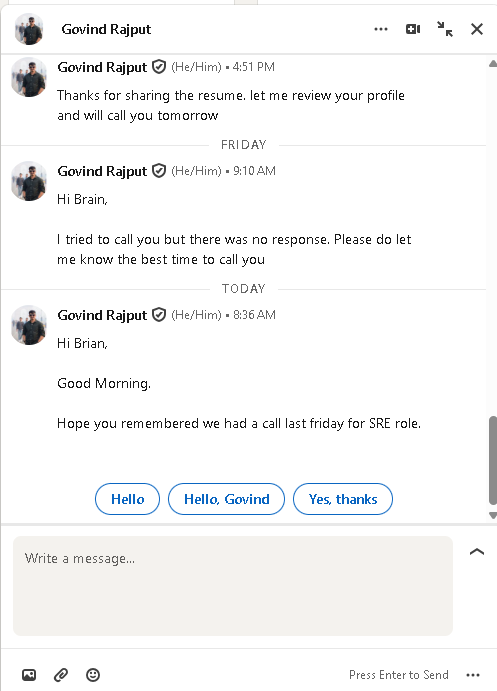 Govind Rajput
Govind Rajput (He/Him) • 4:51 PM
Thanks for sharing the resume. let me review your profile
and will call you tomorrow
FRIDAY
Govind Rajput (He/Him) • 9:10 AM
Hi Brain,
I tried to call you but there was no response. Please do let
me know the best time to call you
TODAY
Govind Rajput (He/Him) • 8:36 AM
Hi Brian,
Good Morning.
Hope you remembered we had a call last friday for SRE role.
Hello
Hello, Govind
Yes, thanks
Write a message...
Press Enter to Send